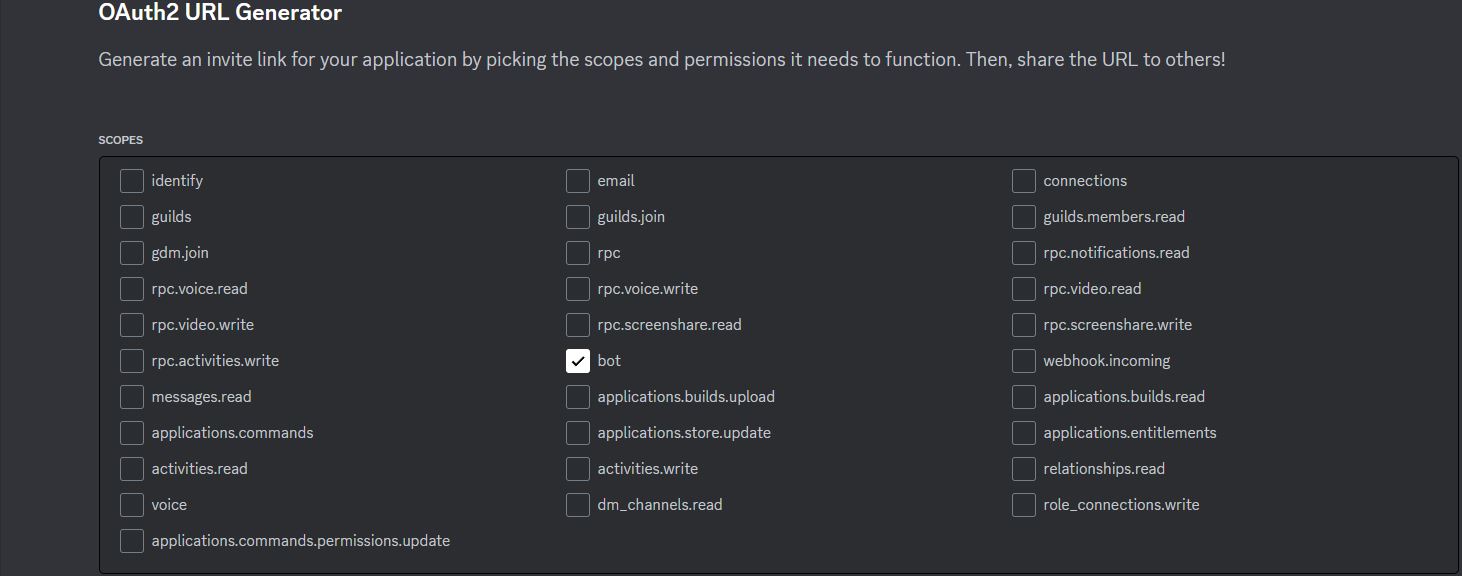 OAuth2 URL Generator
Generate an invite link for your application by picking the scopes and permissions it needs to function. Then, share the URL to others!
SCOPES
identify email connections
guilds guilds.join guilds.members.read
gdm.join rpc rpc.notifications.read
rpc.voice.read rpc.voice.write rpc.video.read
rpc.video.write rpc.screenshare.read rpc.screenshare.write
rpc.activities.write bot webhook.incoming
messages.read applications.builds.upload applications.builds.read
applications.commands applications.store.update applications.entitlements
activities.read activities.write relationships.read
voice dm_channels.read role_connections.write
applications.commands.permissions.update